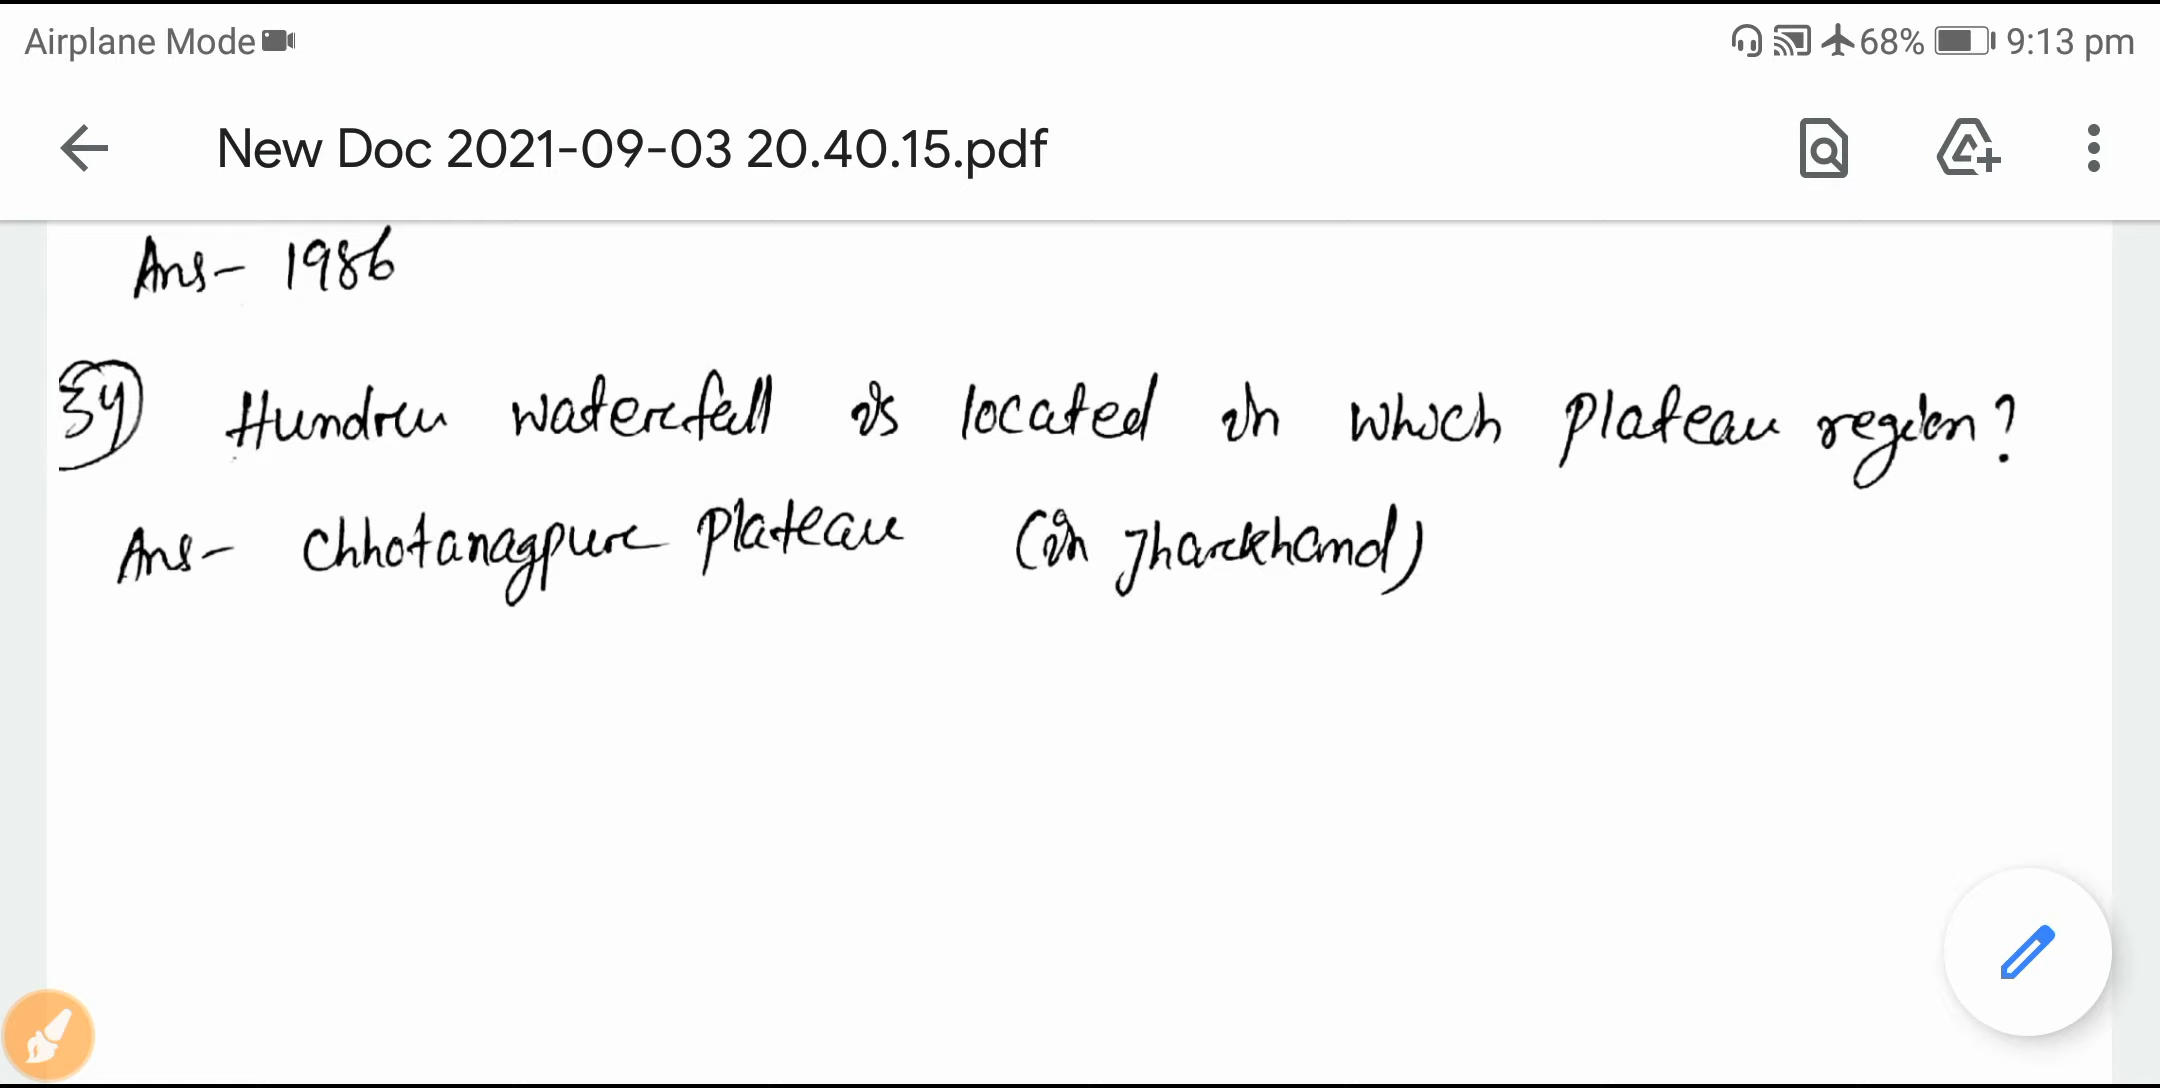 Airplane Mode 68% 9:13 pm
New Doc 2021-09-03 20.40.15.pdf
Ans- 1986
34) Hundru waterfall is located in which plateau region?
Ans- Chhotanagpur plateau (in Jharkhand)